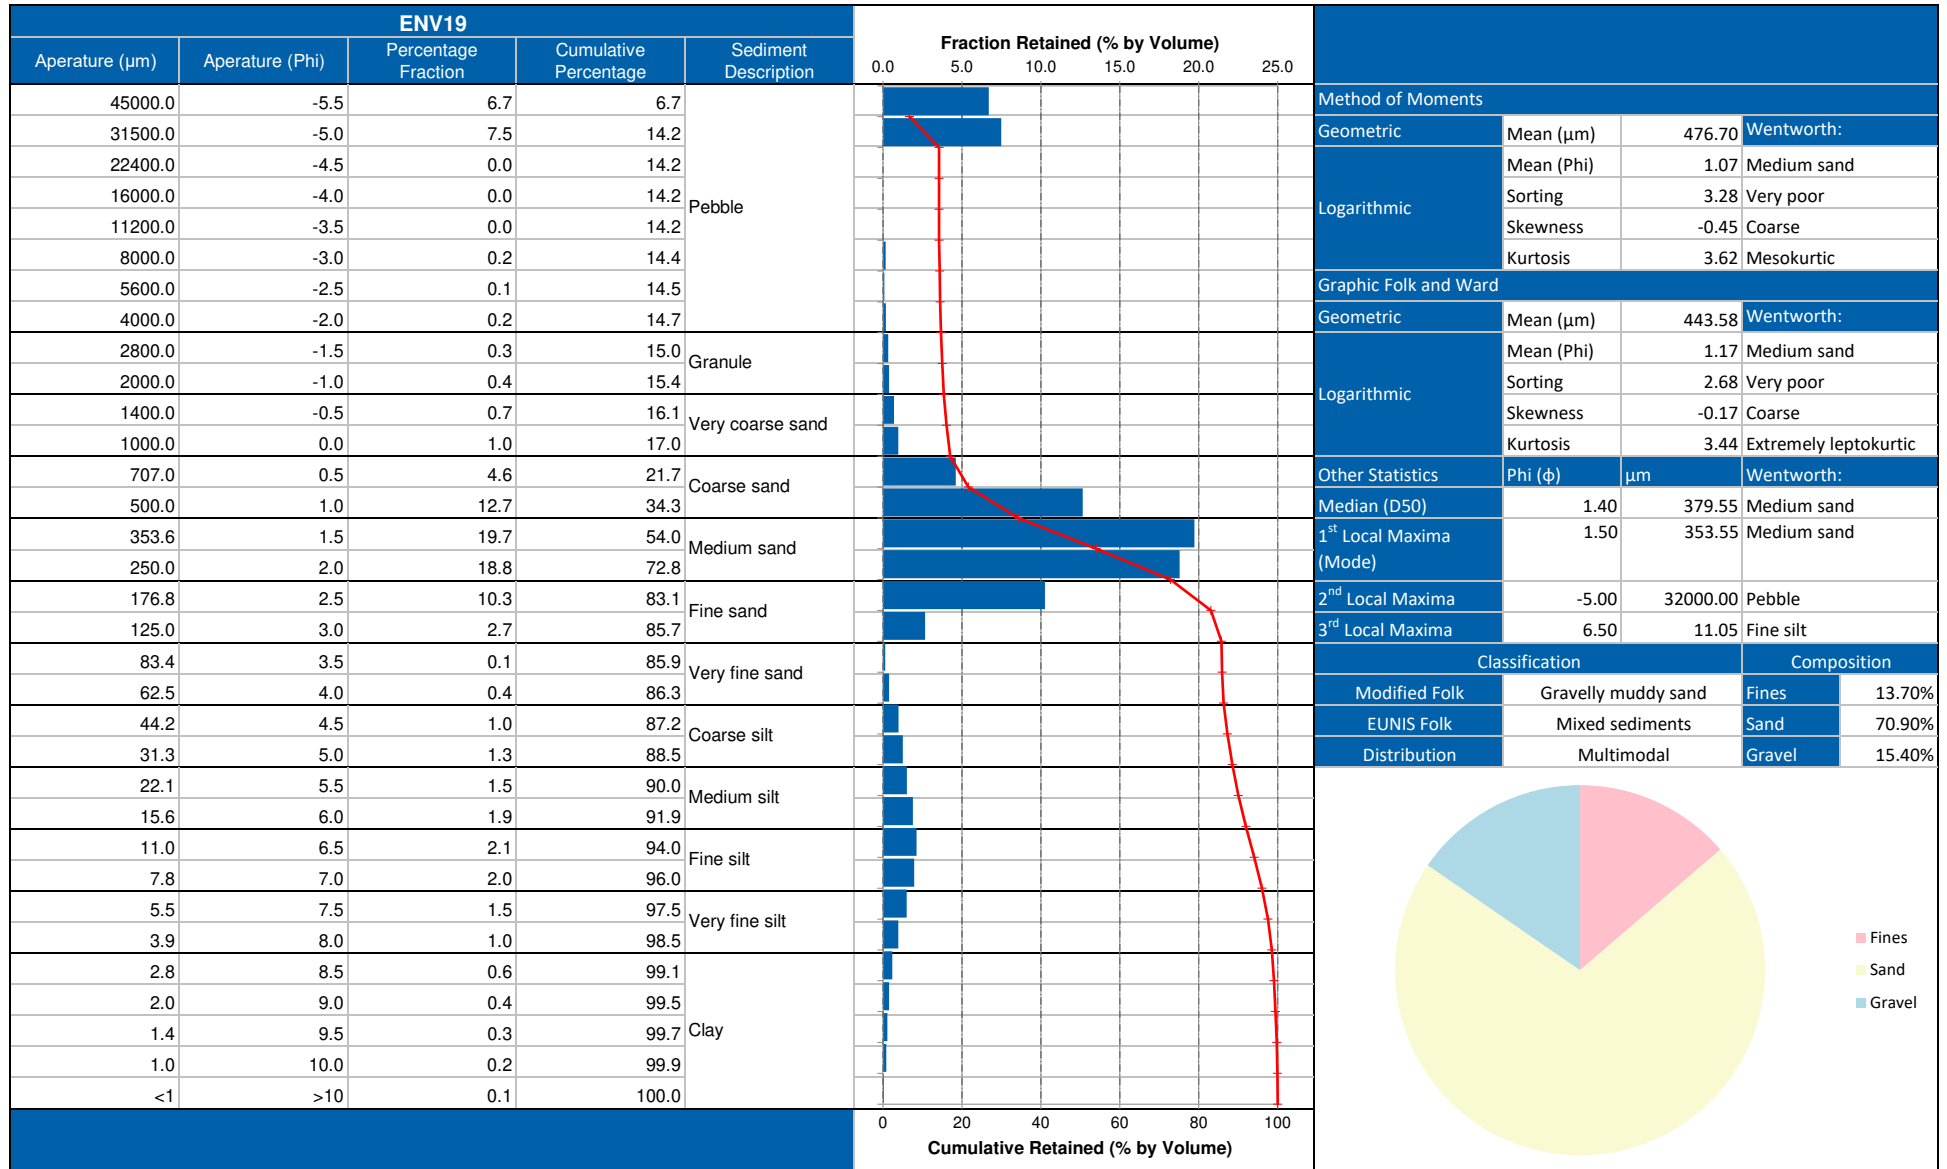 ENV19
Aperature (µm) Aperature (Phi) Percentage Fraction Cumulative Percentage Sediment Description
45000.0 -5.5 6.7 6.7
31500.0 -5.0 7.5 14.2
22400.0 -4.5 0.0 14.2
16000.0 -4.0 0.0 14.2 Pebble
11200.0 -3.5 0.0 14.2
8000.0 -3.0 0.2 14.4
5600.0 -2.5 0.1 14.5
4000.0 -2.0 0.2 14.7
2800.0 -1.5 0.3 15.0 Granule
2000.0 -1.0 0.4 15.4
1400.0 -0.5 0.7 16.1 Very coarse sand
1000.0 0.0 1.0 17.0
707.0 0.5 4.6 21.7 Coarse sand
500.0 1.0 12.7 34.3
353.6 1.5 19.7 54.0 Medium sand
250.0 2.0 18.8 72.8
176.8 2.5 10.3 83.1 Fine sand
125.0 3.0 2.7 85.7
83.4 3.5 0.1 85.9 Very fine sand
62.5 4.0 0.4 86.3
44.2 4.5 1.0 87.2 Coarse silt
31.3 5.0 1.3 88.5
22.1 5.5 1.5 90.0 Medium silt
15.6 6.0 1.9 91.9
11.0 6.5 2.1 94.0 Fine silt
7.8 7.0 2.0 96.0
5.5 7.5 1.5 97.5 Very fine silt
3.9 8.0 1.0 98.5
2.8 8.5 0.6 99.1
2.0 9.0 0.4 99.5
1.4 9.5 0.3 99.7 Clay
1.0 10.0 0.2 99.9
<1 >10 0.1 100.0
Fraction Retained (% by Volume)
0.0 5.0 10.0 15.0 20.0 25.0
0 20 40 60 80 100
Cumulative Retained (% by Volume)
Method of Moments
Geometric Mean (µm) 476.70 Wentworth:
Logarithmic
Mean (Phi) 1.07 Medium sand
Sorting 3.28 Very poor
Skewness -0.45 Coarse
Kurtosis 3.62 Mesokurtic
Graphic Folk and Ward
Geometric Mean (µm) 443.58 Wentworth:
Logarithmic
Mean (Phi) 1.17 Medium sand
Sorting 2.68 Very poor
Skewness -0.17 Coarse
Kurtosis 3.44 Extremely leptokurtic
Other Statistics Phi (ϕ) µm Wentworth:
Median (D50) 1.40 379.55 Medium sand
1st Local Maxima 1.50 353.55 Medium sand
(Mode)
2nd Local Maxima -5.00 32000.00 Pebble
3rd Local Maxima 6.50 11.05 Fine silt
Classification Composition
Modified Folk Gravelly muddy sand Fines 13.70%
EUNIS Folk Mixed sediments Sand 70.90%
Distribution Multimodal Gravel 15.40%
Fines
Sand
Gravel